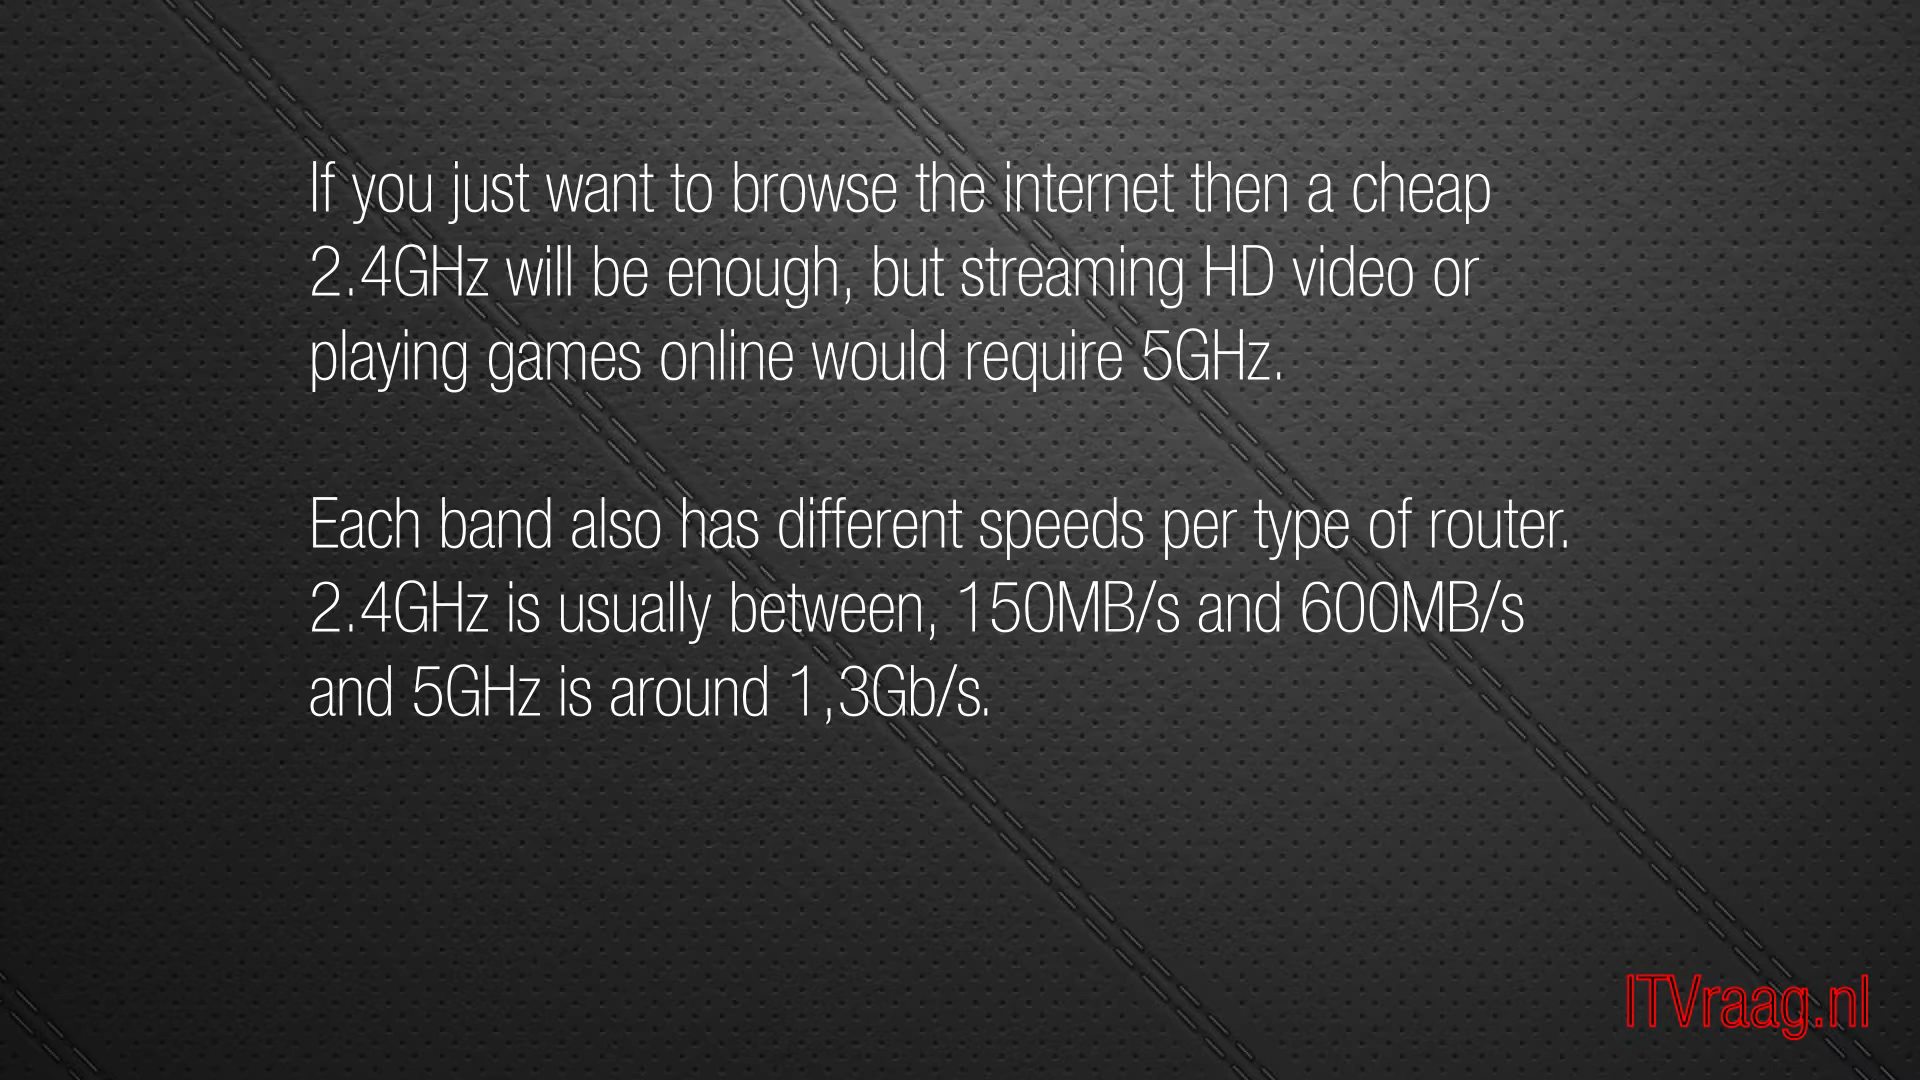 If you just want to browse the internet then a cheap
2.4GHz will be enough, but streaming HD video or
playing games online would require 5GHz.
Each band also has different speeds per type of router.
2.4GHz is usually between, 150MB/s and 600MB/s
and 5GHz is around 1,3Gb/s.
ITVraag.nl